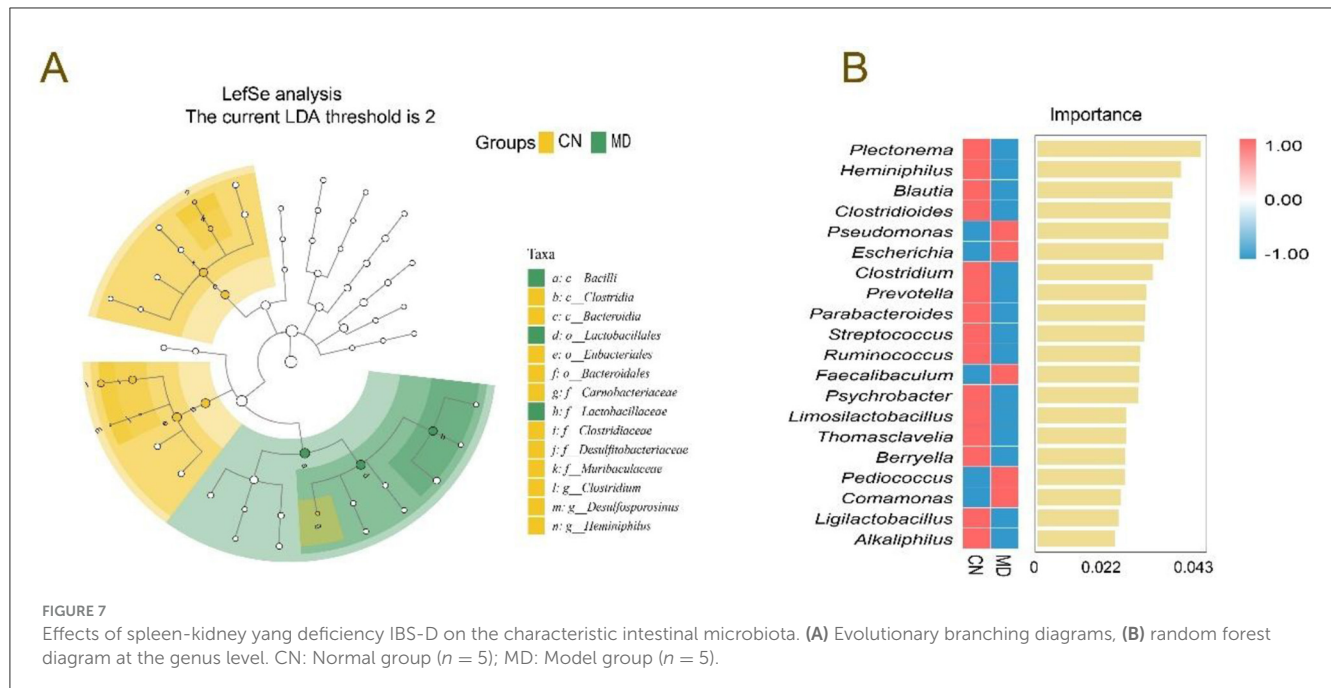 A
LefSe analysis
The current LDA threshold is 2
Groups CN MD
Taxa
a: c__Bacilli
b: c__Clostridia
c: c__Bacteroidia
d: o__Lactobacillales
e: o__Eubacteriales
f: o__Bacteroidales
g: f__Carnobacteriaceae
h: f__Lactobacillaceae
i: f__Clostridiaceae
j: f__Desulfitobacteriaceae
k: f__Muribaculaceae
l: g__Clostridium
m: g__Desulfosporosinus
n: g__Heminiphilus
B
Importance
Plectonema
Heminiphilus
Blautia
Clostridioides
Pseudomonas
Escherichia
Clostridium
Prevotella
Parabacteroides
Streptococcus
Ruminococcus
Faecalibaculum
Psychrobacter
Limosilactobacillus
Thomasclavelia
Berryella
Pediococcus
Comamonas
Ligilactobacillus
Alkaliphilus
CN MD
0 0.022 0.043
1.00
0.00
-1.00
FIGURE 7
Effects of spleen-kidney yang deficiency IBS-D on the characteristic intestinal microbiota. (A) Evolutionary branching diagrams, (B) random forest
diagram at the genus level. CN: Normal group (n = 5); MD: Model group (n = 5).